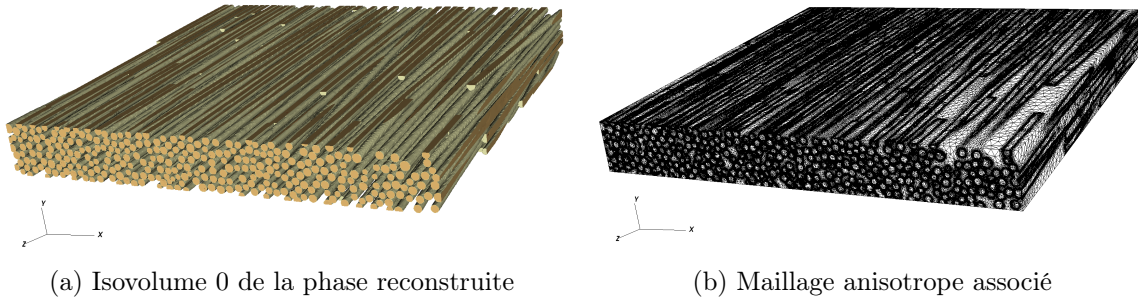 Y
Z
X
Y
Z
X
(a) Isovolume 0 de la phase reconstruite
(b) Maillage anisotrope associé